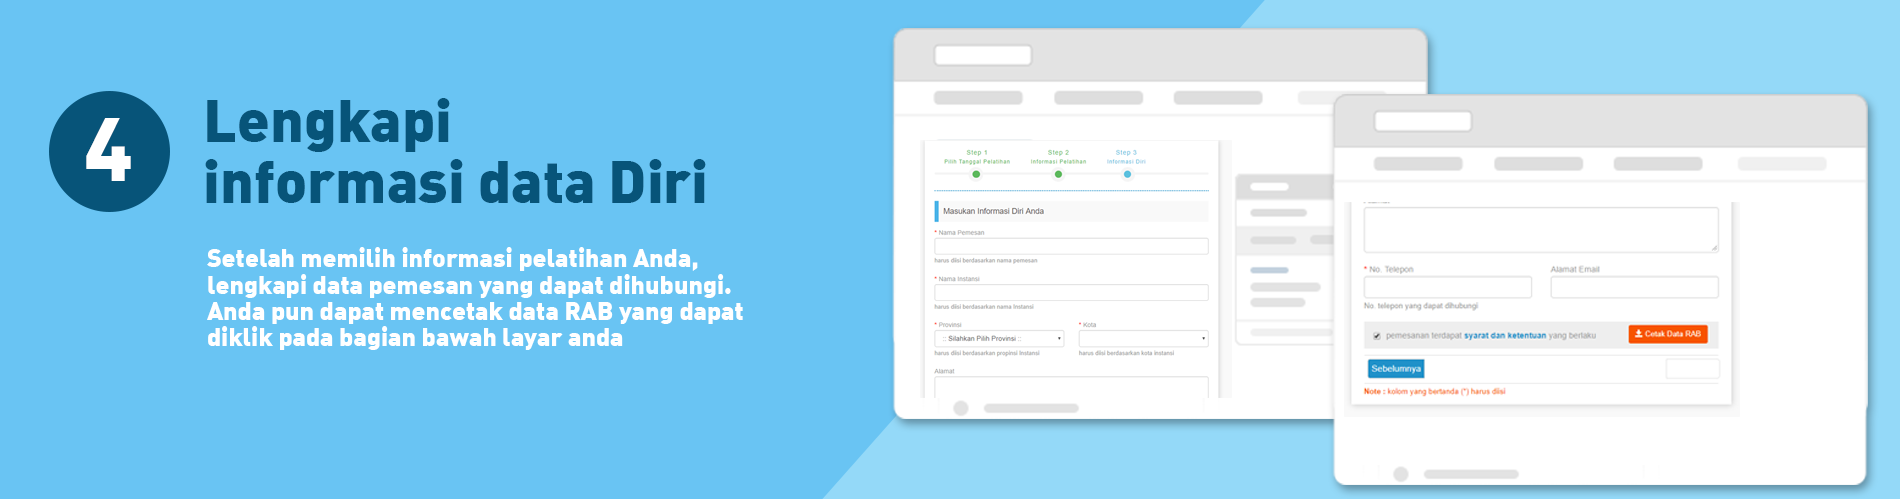 4
Lengkapi
informasi data Diri
Setelah memilih informasi pelatihan Anda,
lengkapi data pemesan yang dapat dihubungi.
Anda pun dapat mencetak data RAB yang dapat
diklik pada bagian bawah layar anda
Step 1 Step 2 Step 3
Pilih Tanggal Pelatihan Informasi Pelatihan Informasi Diri
Masukan Informasi Diri Anda
* Nama Pemesan
harus diisi berdasarkan nama pemesan
* Nama Instansi
harus diisi berdasarkan nama Instansi
* Provinsi * Kota
:: Silahkan Pilih Provinsi ::
harus diisi berdasarkan propinsi Instansi harus diisi berdasarkan kota Instansi
Alamat
* No. Telepon Alamat Email
No. telepon yang dapat dihubungi
pemesanan terdapat syarat dan ketentuan yang berlaku Cetak Data RAB
Sebelumnya
Note : kolom yang bertanda (*) harus diisi